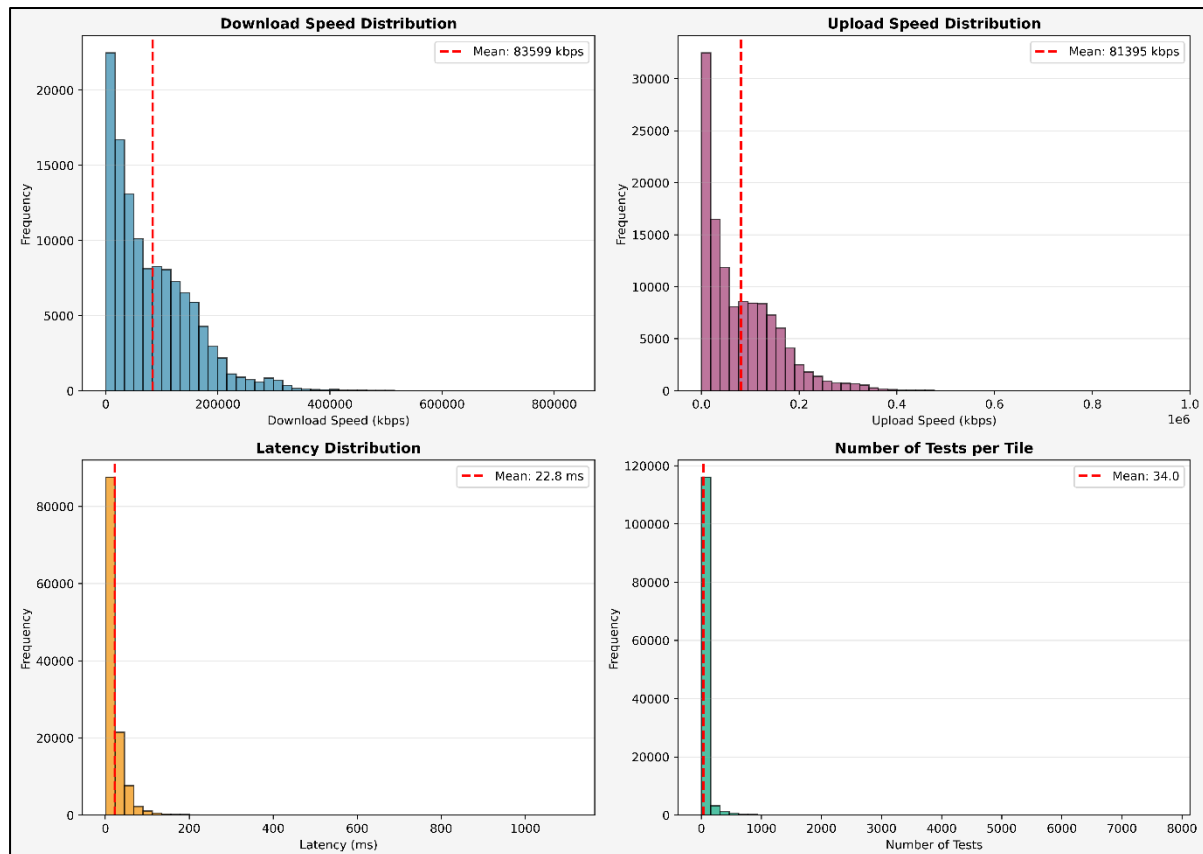 Download Speed Distribution
Mean: 83599 kbps
Frequency
20000
15000
10000
5000
0
0 200000 400000 600000 800000
Download Speed (kbps)
Upload Speed Distribution
Mean: 81395 kbps
Frequency
30000
25000
20000
15000
10000
5000
0
0.0 0.2 0.4 0.6 0.8 1.0
1e6
Upload Speed (kbps)
Latency Distribution
Mean: 22.8 ms
Frequency
80000
60000
40000
20000
0
0 200 400 600 800 1000
Latency (ms)
Number of Tests per Tile
Mean: 34.0
Frequency
120000
100000
80000
60000
40000
20000
0
0 1000 2000 3000 4000 5000 6000 7000 8000
Number of Tests